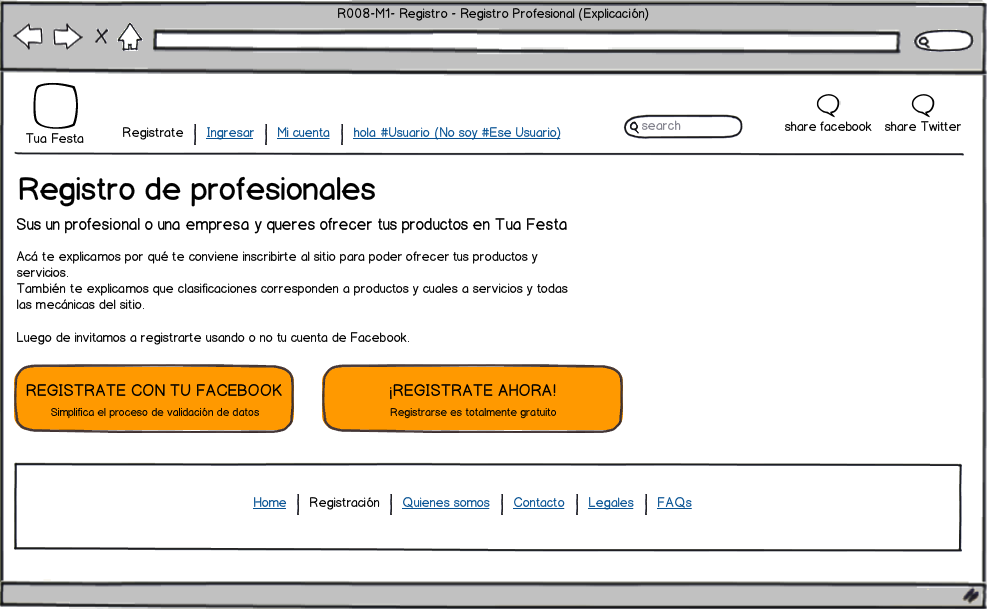 R008-M1- Registro - Registro Profesional (Explicación)
Tua Festa
Registrate | Ingresar | Mi cuenta | hola #Usuario (No soy #Ese Usuario)
search
share facebook
share Twitter
Registro de profesionales
Sus un profesional o una empresa y queres ofrecer tus productos en Tua Festa
Acá te explicamos por qué te conviene inscribirte al sitio para poder ofrecer tus productos y
servicios.
También te explicamos que clasificaciones corresponden a productos y cuales a servicios y todas
las mecánicas del sitio.
Luego de invitamos a registrarte usando o no tu cuenta de Facebook.
REGISTRATE CON TU FACEBOOK
Simplifica el proceso de validación de datos
¡REGISTRATE AHORA!
Registrarse es totalmente gratuito
Home | Registración | Quienes somos | Contacto | Legales | FAQs